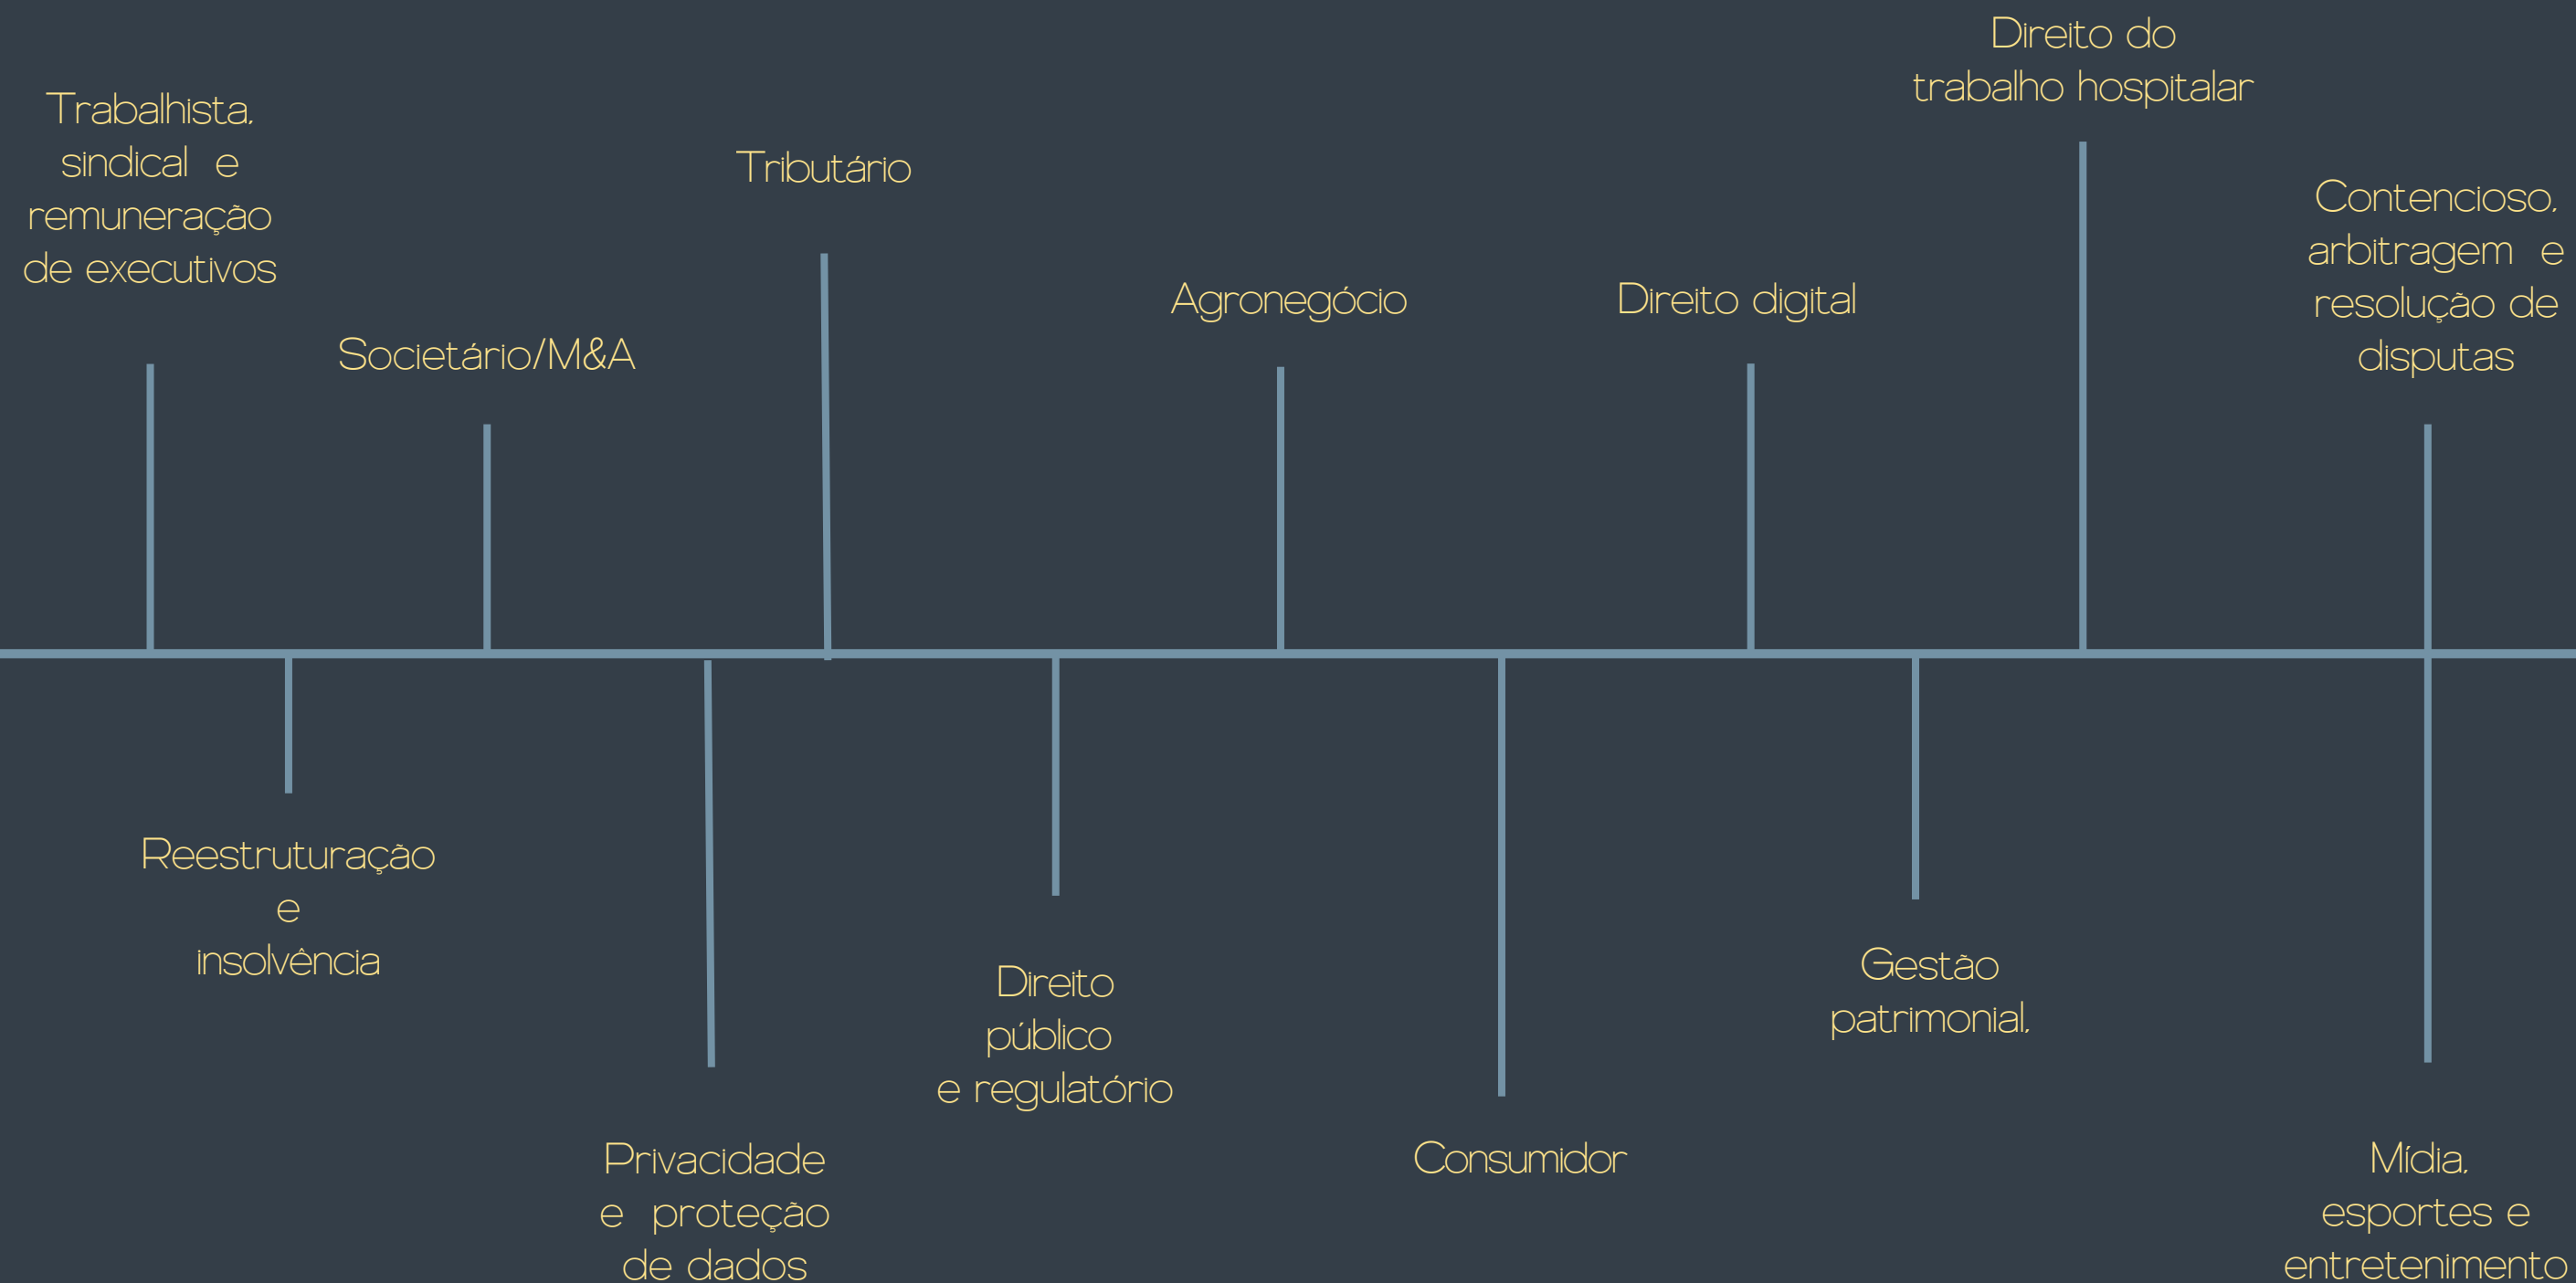 Trabalhista,
sindical e
remuneração
de executivos
Societário/M&A
Tributário
Agronegócio
Direito digital
Direito do
trabalho hospitalar
Contencioso,
arbitragem e
resolução de
disputas
Reestruturação
e
insolvência
Privacidade
e proteção
de dados
Direito
público
e regulatório
Consumidor
Gestão
patrimonial,
Mídia,
esportes e
entretenimento